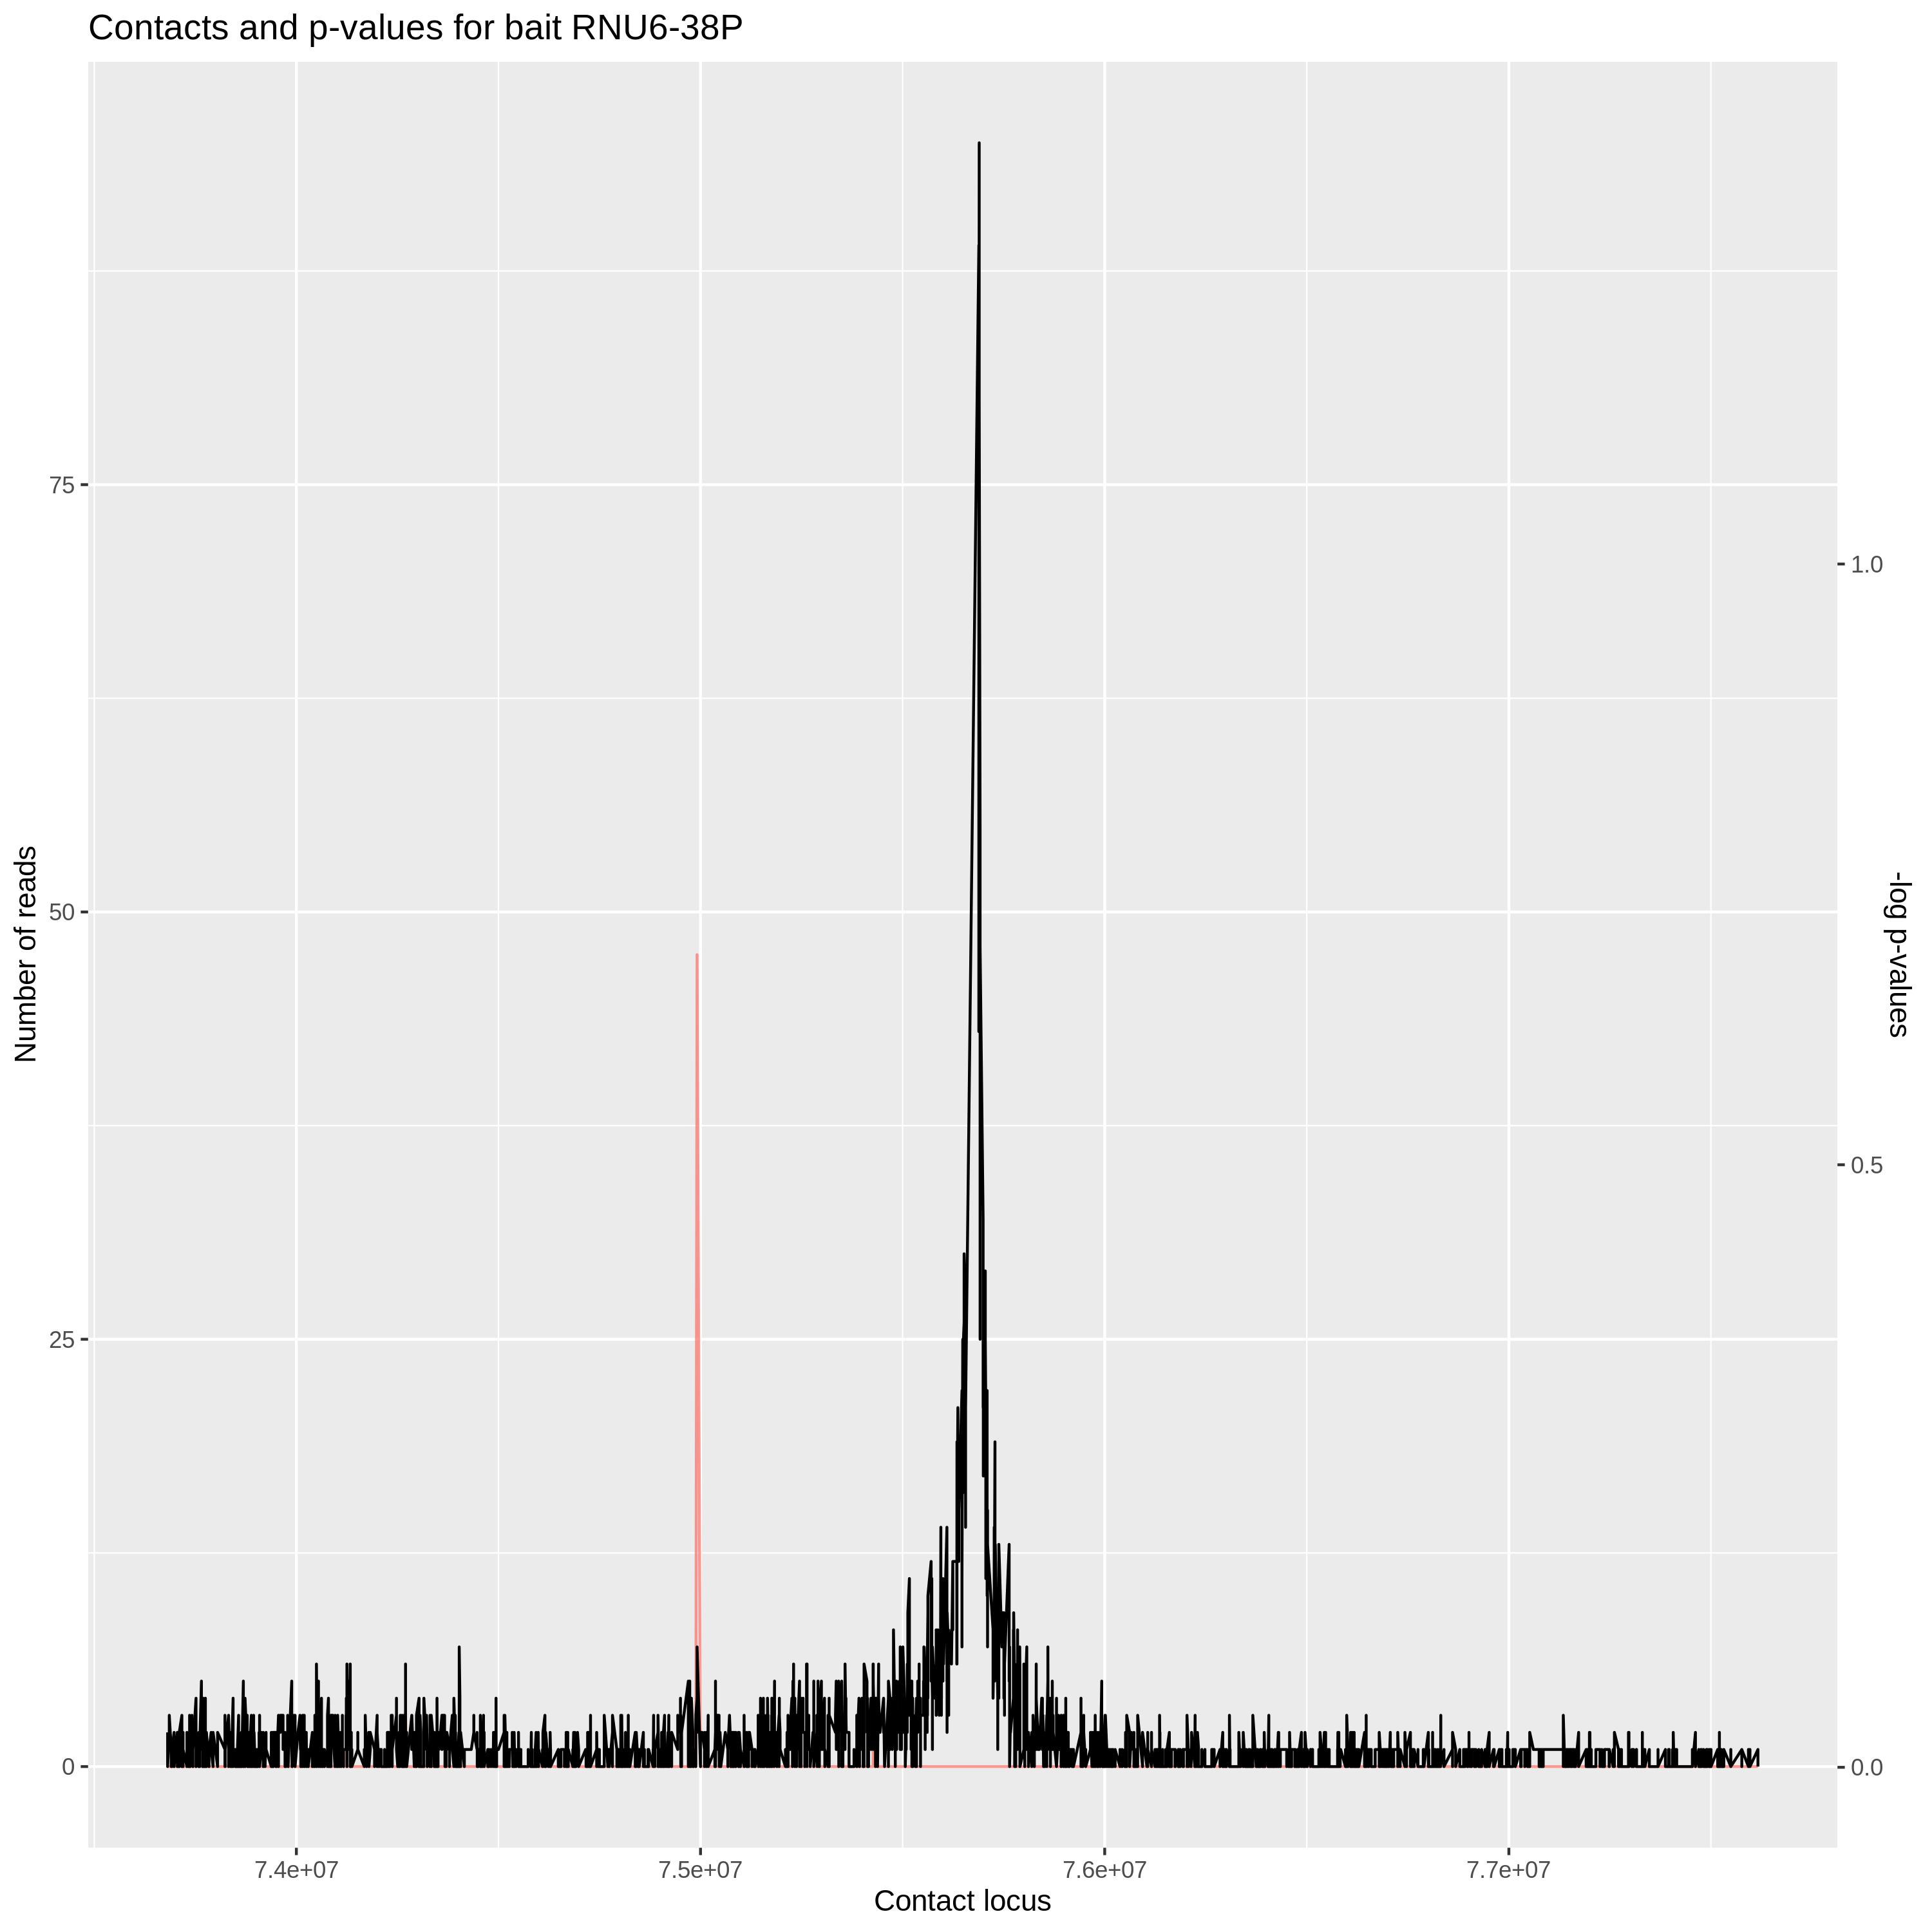 Contacts and p-values for bait RNU6-38P
75
50
25
0
Number of reads
1.0
0.5
0.0
-log p-values
7.4e+07 7.5e+07 7.6e+07 7.7e+07
Contact locus